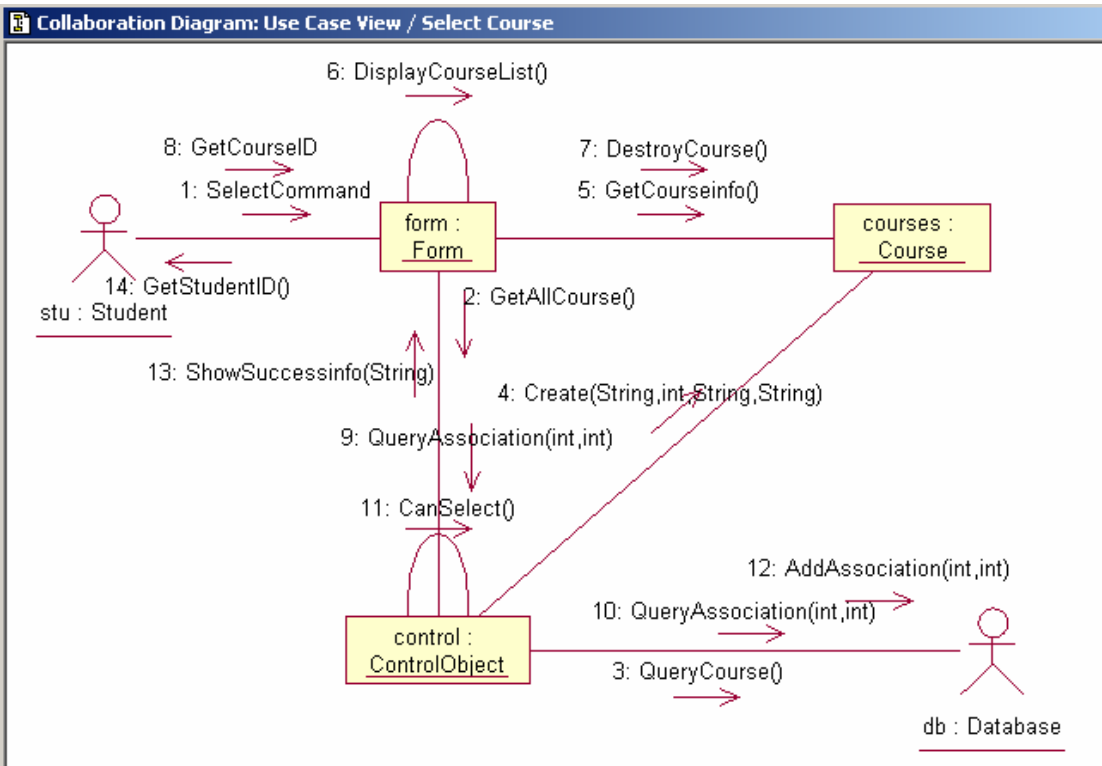 Collaboration Diagram: Use Case View / Select Course
6: DisplayCourseList()
8: GetCourseID
7: DestroyCourse()
1: SelectCommand
5: GetCourseinfo()
form :
Form
courses :
Course
14: GetStudentID()
stu : Student
2: GetAllCourse()
13: ShowSuccessinfo(String)
4: Create(String,int,String,String)
9: QueryAssociation(int,int)
11: CanSelect()
12: AddAssociation(int,int)
10: QueryAssociation(int,int)
control :
ControlObject
3: QueryCourse()
db : Database